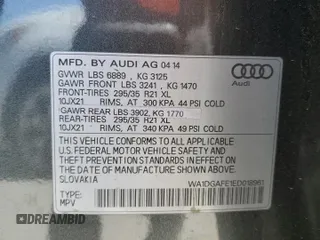 MFD. BY AUDI AG 04 14
GVWR LBS 6889 , KG 3125
GAWR FRONT LBS 3241 , KG 1470
FRONT-TIRES 295/35 R21 XL
10JX21 RIMS, AT 300 KPA 44 PSI COLD
GAWR REAR LBS 3902, KG 1770
REAR-TIRES 295/35 R21 XL
10JX21 RIMS, AT 340 KPA 49 PSI COLD
Audi
THIS VEHICLE CONFORMS TO ALL APPLICABLE
U.S. FEDERAL MOTOR VEHICLE SAFETY AND
THEFT PREVENTION STANDARDS IN EFFECT ON
THE DATE OF MANUFACTURE SHOWN ABOVE
SLOVAKIA
TYPE:
MPV
© DREAMBID
dreambid.com